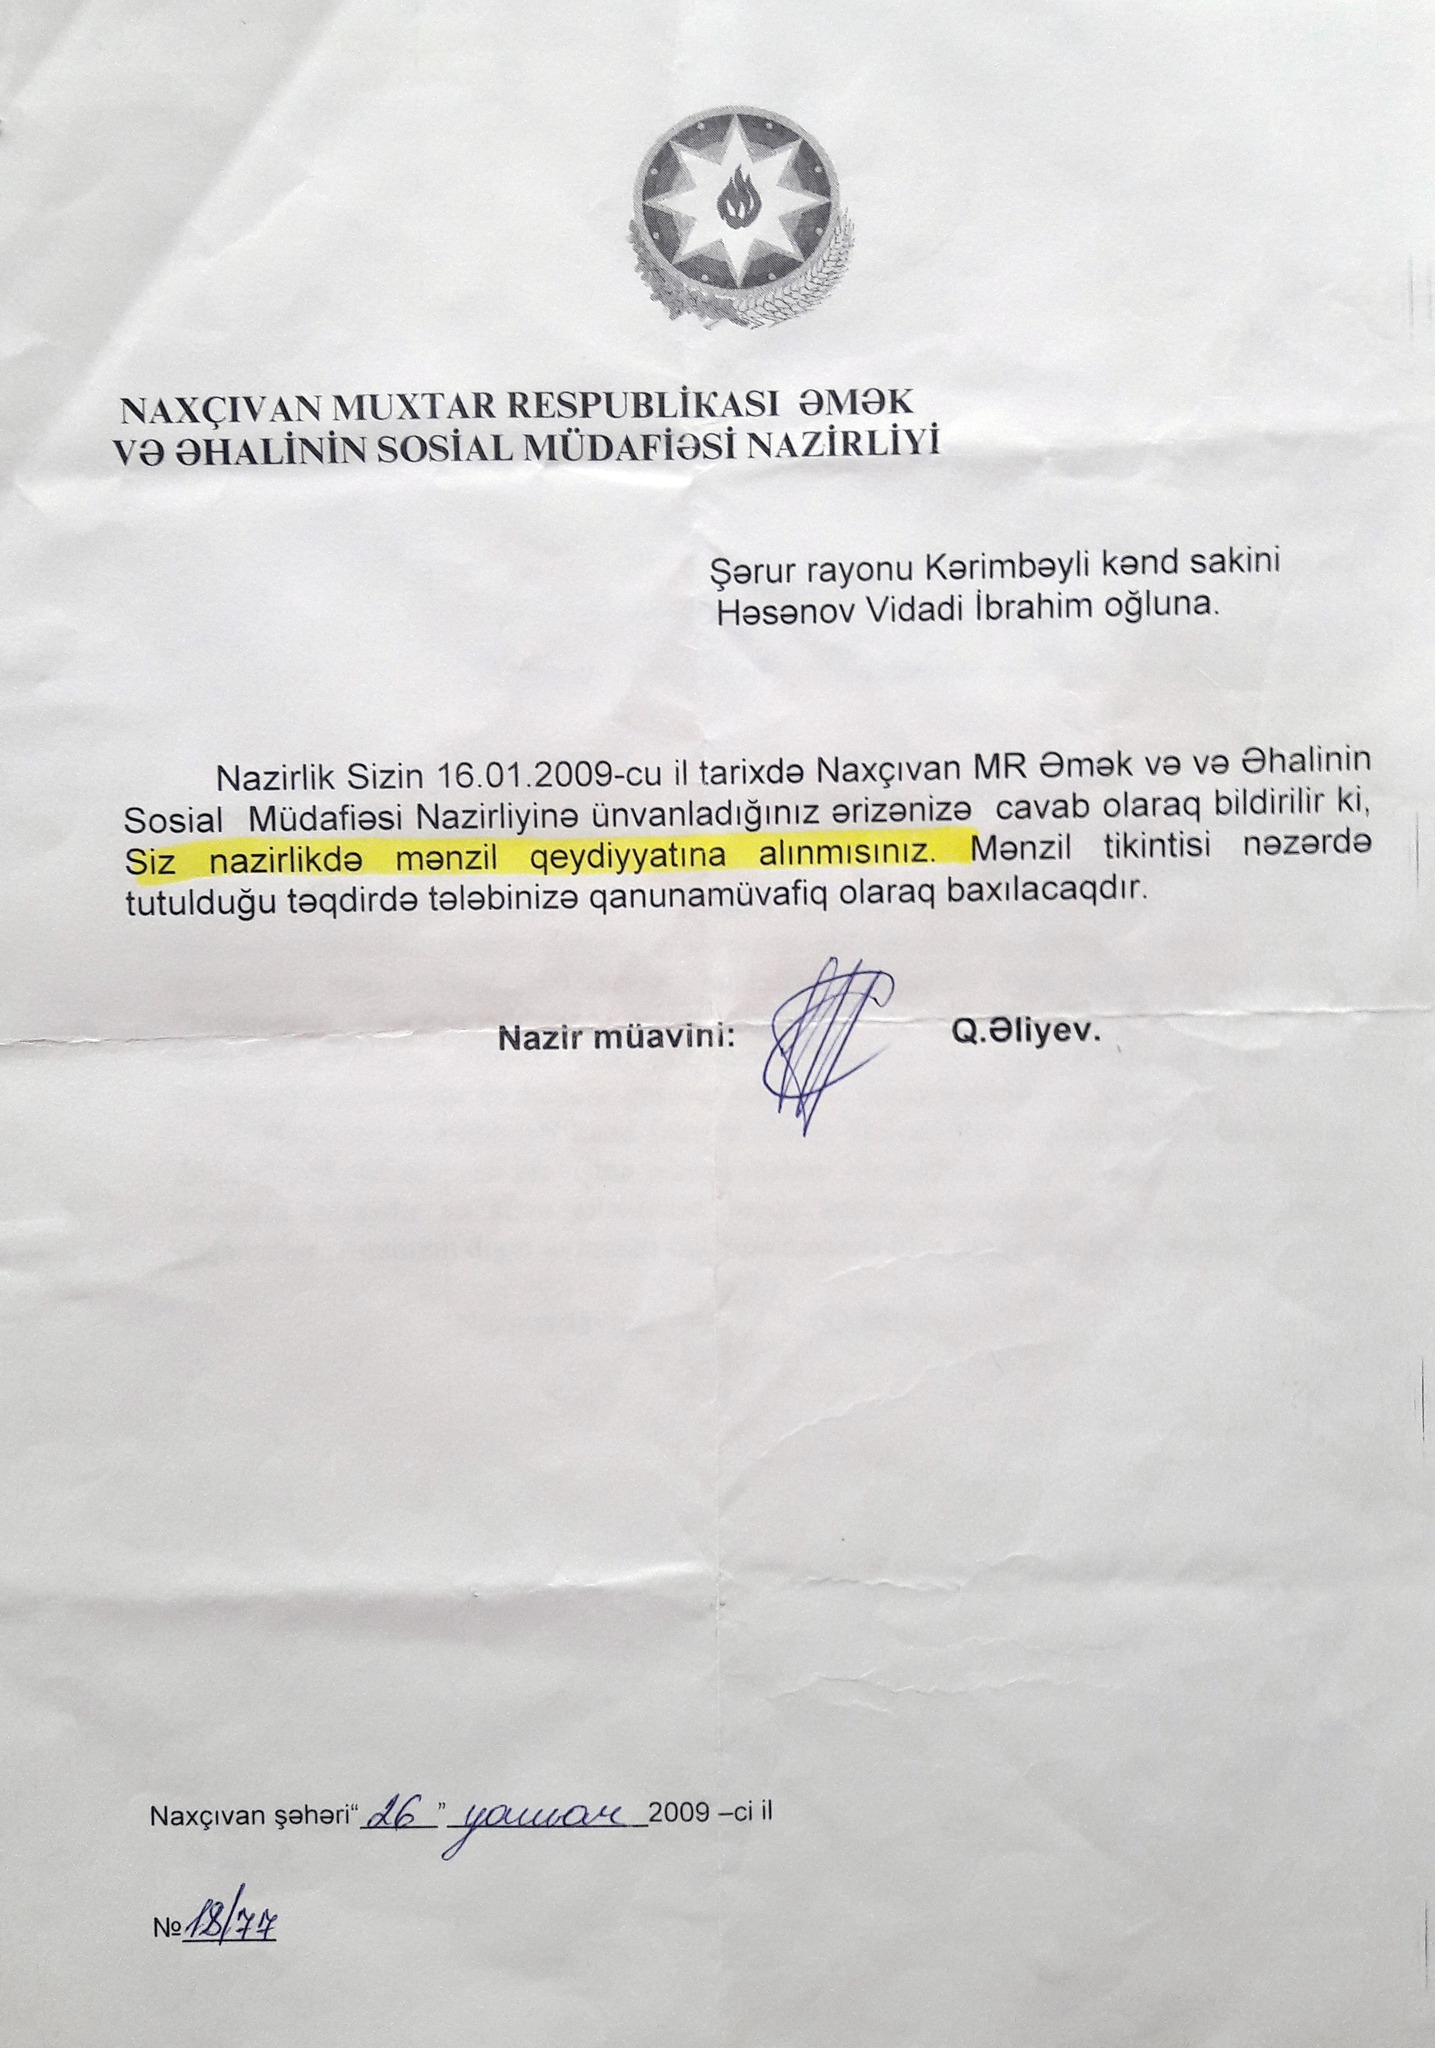 NAXÇIVAN MUXTAR RESPUBLİKASI ƏMƏK
VƏ ƏHALİNİN SOSİAL MÜDAFİƏSİ NAZİRLİYİ
Şərur rayonu Kərimbəyli kənd sakini
Həsənov Vidadi İbrahim oğluna.
Nazirlik Sizin 16.01.2009-cu il tarixdə Naxçıvan MR Əmək və və Əhalinin
Sosial Müdafiəsi Nazirliyinə ünvanladığınız ərizənizə cavab olaraq bildirilir ki,
Siz nazirlikdə mənzil qeydiyyatına alınmısınız. Mənzil tikintisi nəzərdə
tutulduğu təqdirdə tələbinizə qanunamüvafiq olaraq baxılacaqdır.
Nazir müavini: Q.Əliyev.
Naxçıvan şəhəri “26” yanvar 2009 –ci il
№ 18/77